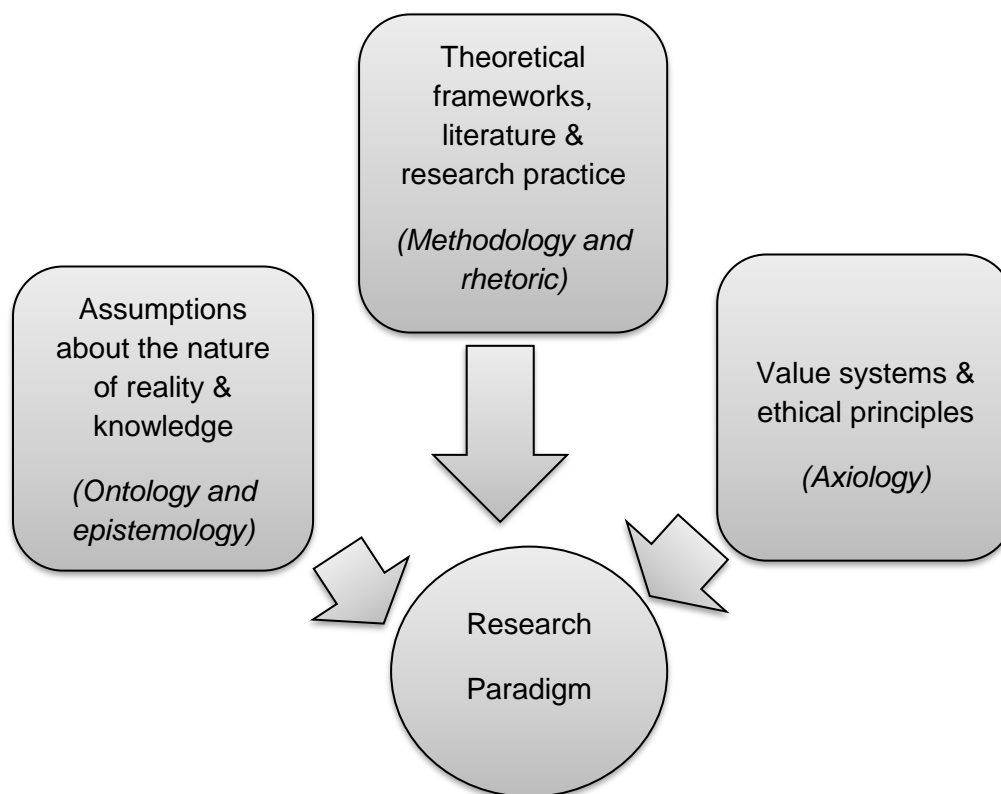 Theoretical
frameworks,
literature &
research practice
(Methodology and
rhetoric)
Assumptions
about the nature
of reality &
knowledge
(Ontology and
epistemology)
Value systems &
ethical principles
(Axiology)
Research
Paradigm